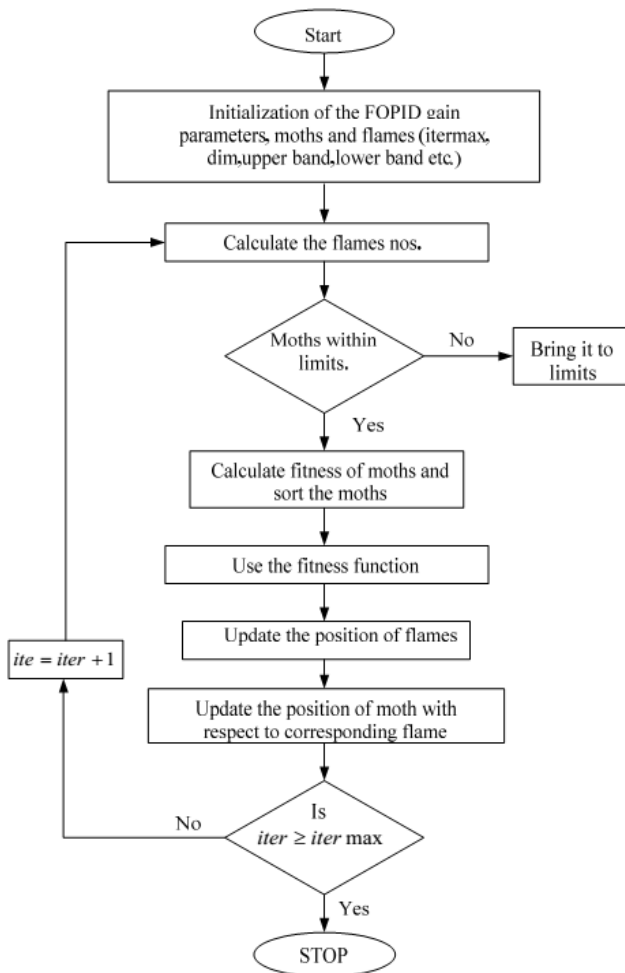 Start
Initialization of the FOPID gain
parameters, moths and flames (itermax,
dim,upper band,lower band etc.)
Calculate the flames nos.
Moths within
limits.
No
Bring it to
limits
Yes
Calculate fitness of moths and
sort the moths
Use the fitness function
Update the position of flames
ite = iter + 1
Update the position of moth with
respect to corresponding flame
No
Is
iter ≥ iter max
Yes
STOP